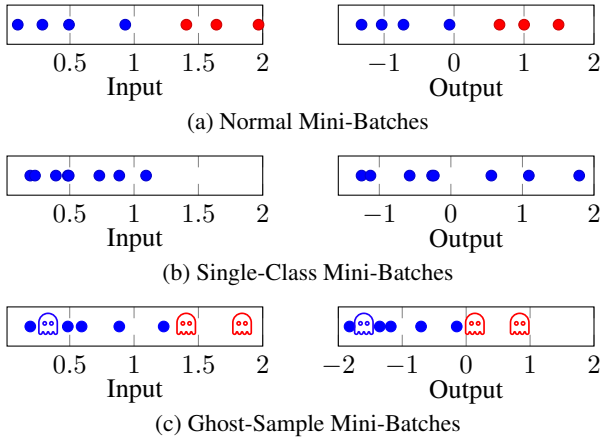 0.5 1 1.5 2 −1 0 1 2
Input Output
(a) Normal Mini-Batches
0.5 1 1.5 2 −1 0 1 2
Input Output
(b) Single-Class Mini-Batches
0.5 1 1.5 2 −2 −1 0 1 2
Input Output
(c) Ghost-Sample Mini-Batches